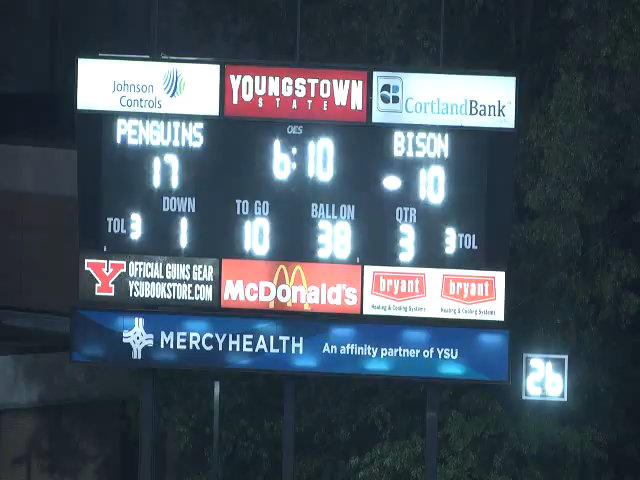 Johnson Controls
YOUNGSTOWN STATE
CortlandBank
PENGUINS
OES
BISON
17
6:10
10
DOWN
TO GO
BALL ON
QTR
TOL 3
1
10
38
3
3 TOL
Y OFFICIAL GUINS GEAR
YSUBOOKSTORE.COM
McDonald's
bryant
Heating & Cooling Systems
bryant
Heating & Cooling Systems
MERCYHEALTH An affinity partner of YSU
26